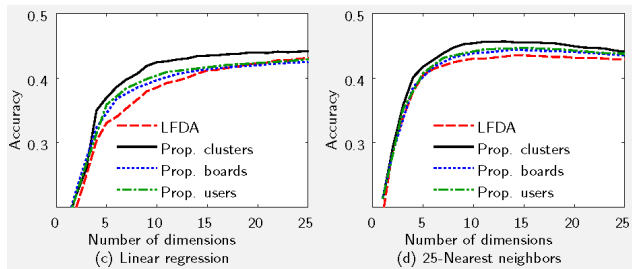 0.5
0.4
0.3
Accuracy
LFDA
Prop. clusters
Prop. boards
Prop. users
0 5 10 15 20 25
Number of dimensions
(c) Linear regression
0.5
0.4
0.3
Accuracy
LFDA
Prop. clusters
Prop. boards
Prop. users
0 5 10 15 20 25
Number of dimensions
(d) 25-Nearest neighbors